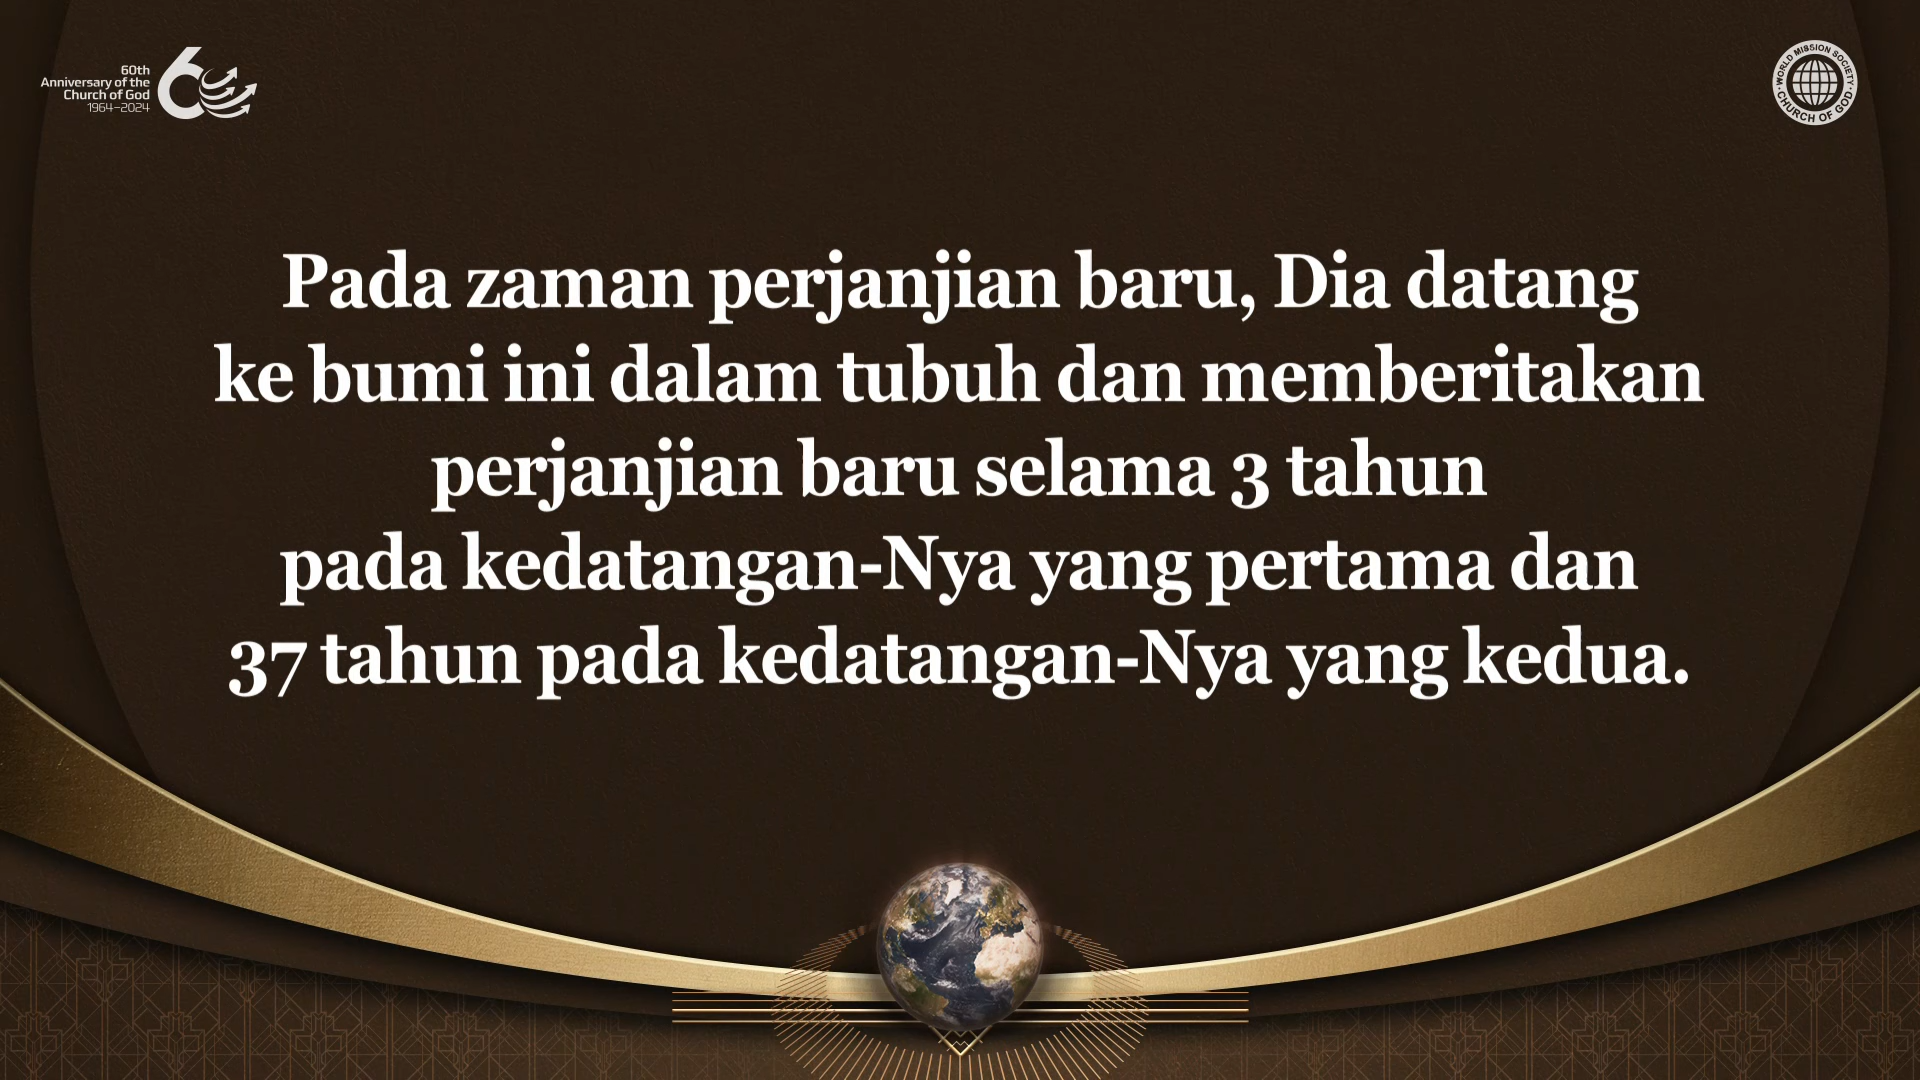 60th
Anniversary of the
Church of God
1964–2024
WORLD MISSION SOCIETY
CHURCH OF GOD
Pada zaman perjanjian baru, Dia datang
ke bumi ini dalam tubuh dan memberitakan
perjanjian baru selama 3 tahun
pada kedatangan-Nya yang pertama dan
37 tahun pada kedatangan-Nya yang kedua.